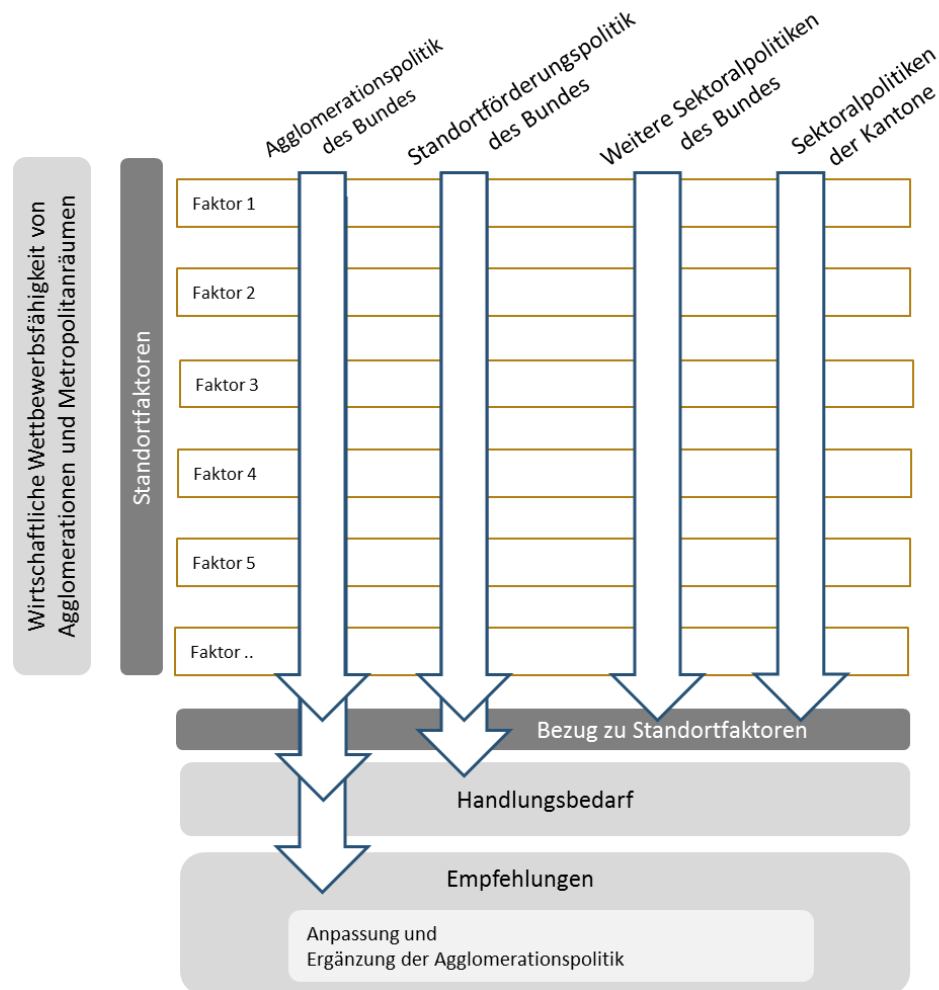 Agglomerationspolitik
des Bundes
Standortförderungspolitik
des Bundes
Weitere Sektoralpolitiken
des Bundes
Sektoralpolitiken
der Kantone
Wirtschaftliche Wettbewerbsfähigkeit von
Agglomerationen und Metropolitanräumen
Standortfaktoren
Faktor 1
Faktor 2
Faktor 3
Faktor 4
Faktor 5
Faktor ..
Bezug zu Standortfaktoren
Handlungsbedarf
Empfehlungen
Anpassung und
Ergänzung der Agglomerationspolitik